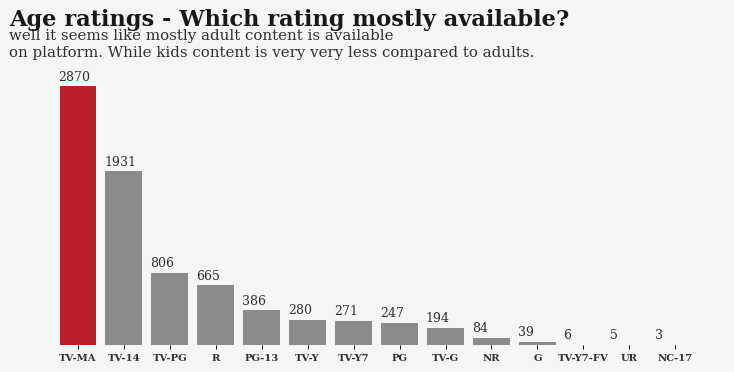 Age ratings - Which rating mostly available?
well it seems like mostly adult content is available
on platform. While kids content is very very less compared to adults.
2870
1931
806
665
386
280
271
247
194
84
39
6
5
3
TV-MA
TV-14
TV-PG
R
PG-13
TV-Y
TV-Y7
PG
TV-G
NR
G
TV-Y7-FV
UR
NC-17